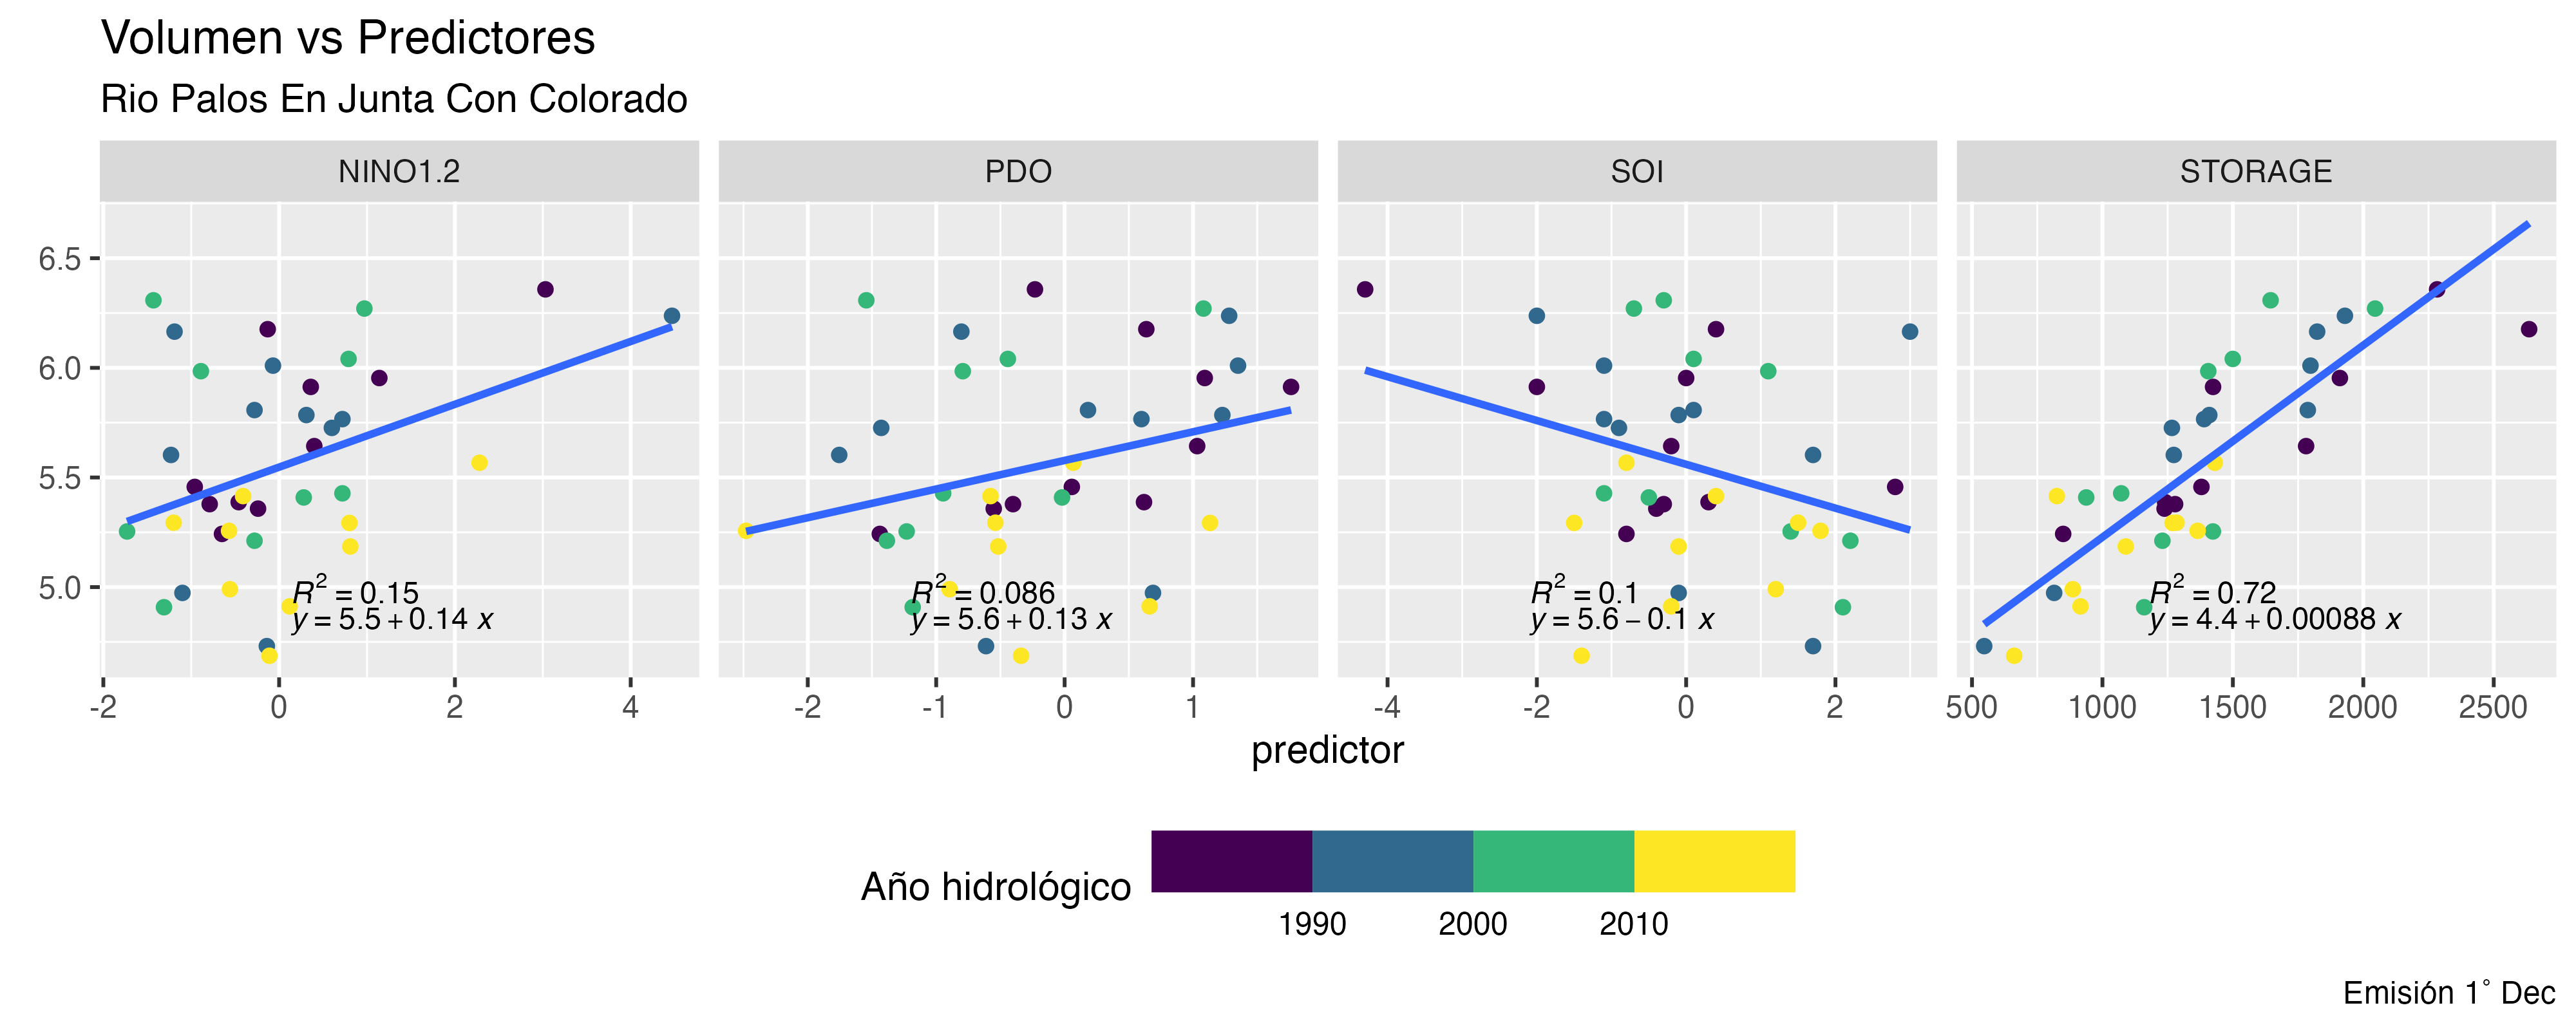 Volumen vs Predictores
Rio Palos En Junta Con Colorado
NINO1.2 PDO SOI STORAGE
6.5
6.0
5.5
5.0
R² = 0.15
y = 5.5 + 0.14 x
R² = 0.086
y = 5.6 + 0.13 x
R² = 0.1
y = 5.6 − 0.1 x
R² = 0.72
y = 4.4 + 0.00088 x
-2 0 2 4 -2 -1 0 1 -4 -2 0 2 500 1000 1500 2000 2500
predictor
Año hidrológico
1990 2000 2010
Emisión 1° Dec